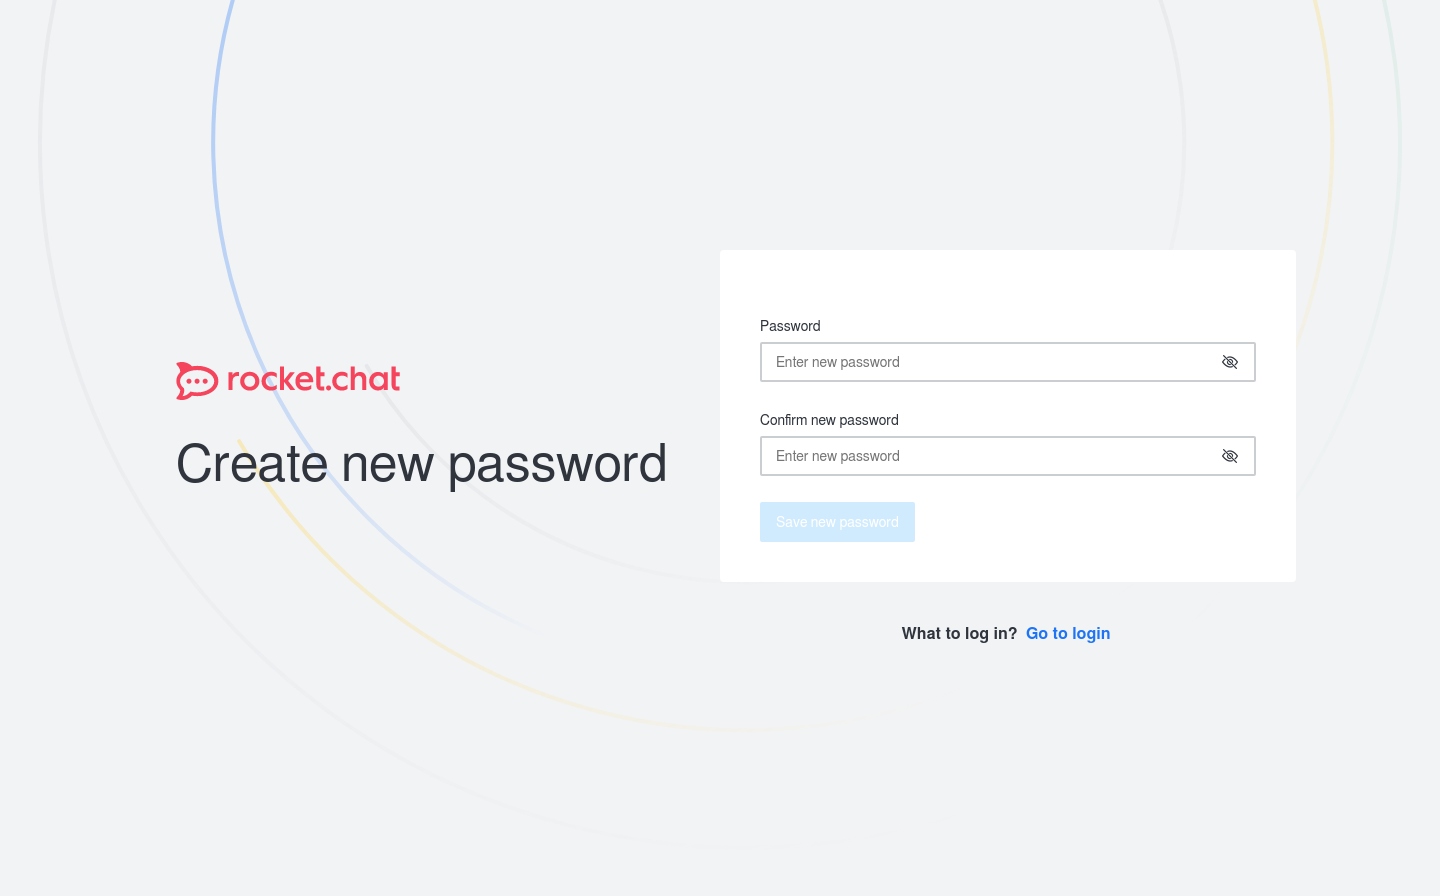 rocket.chat
Create new password
Password
Enter new password
Confirm new password
Enter new password
Save new password
What to log in? Go to login